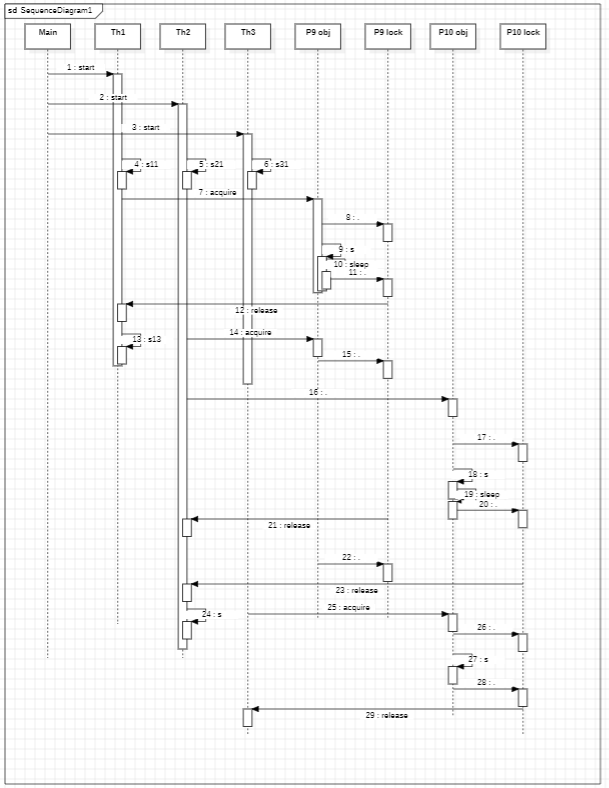 sd SequenceDiagram1
Main Th1 Th2 Th3 P9 obj P9 lock P10 obj P10 lock
1 : start
2 : start
3 : start
4 : s11 5 : s21 6 : s31
7 : acquire
8 : .
9 : s
10 : sleep
11 : .
12 : release
14 : acquire
13 : s13
15 : .
16 : .
17 : .
18 : s
19 : sleep
20 : .
21 : release
22 : .
23 : release
25 : acquire
24 : s
26 : .
27 : s
28 : .
29 : release